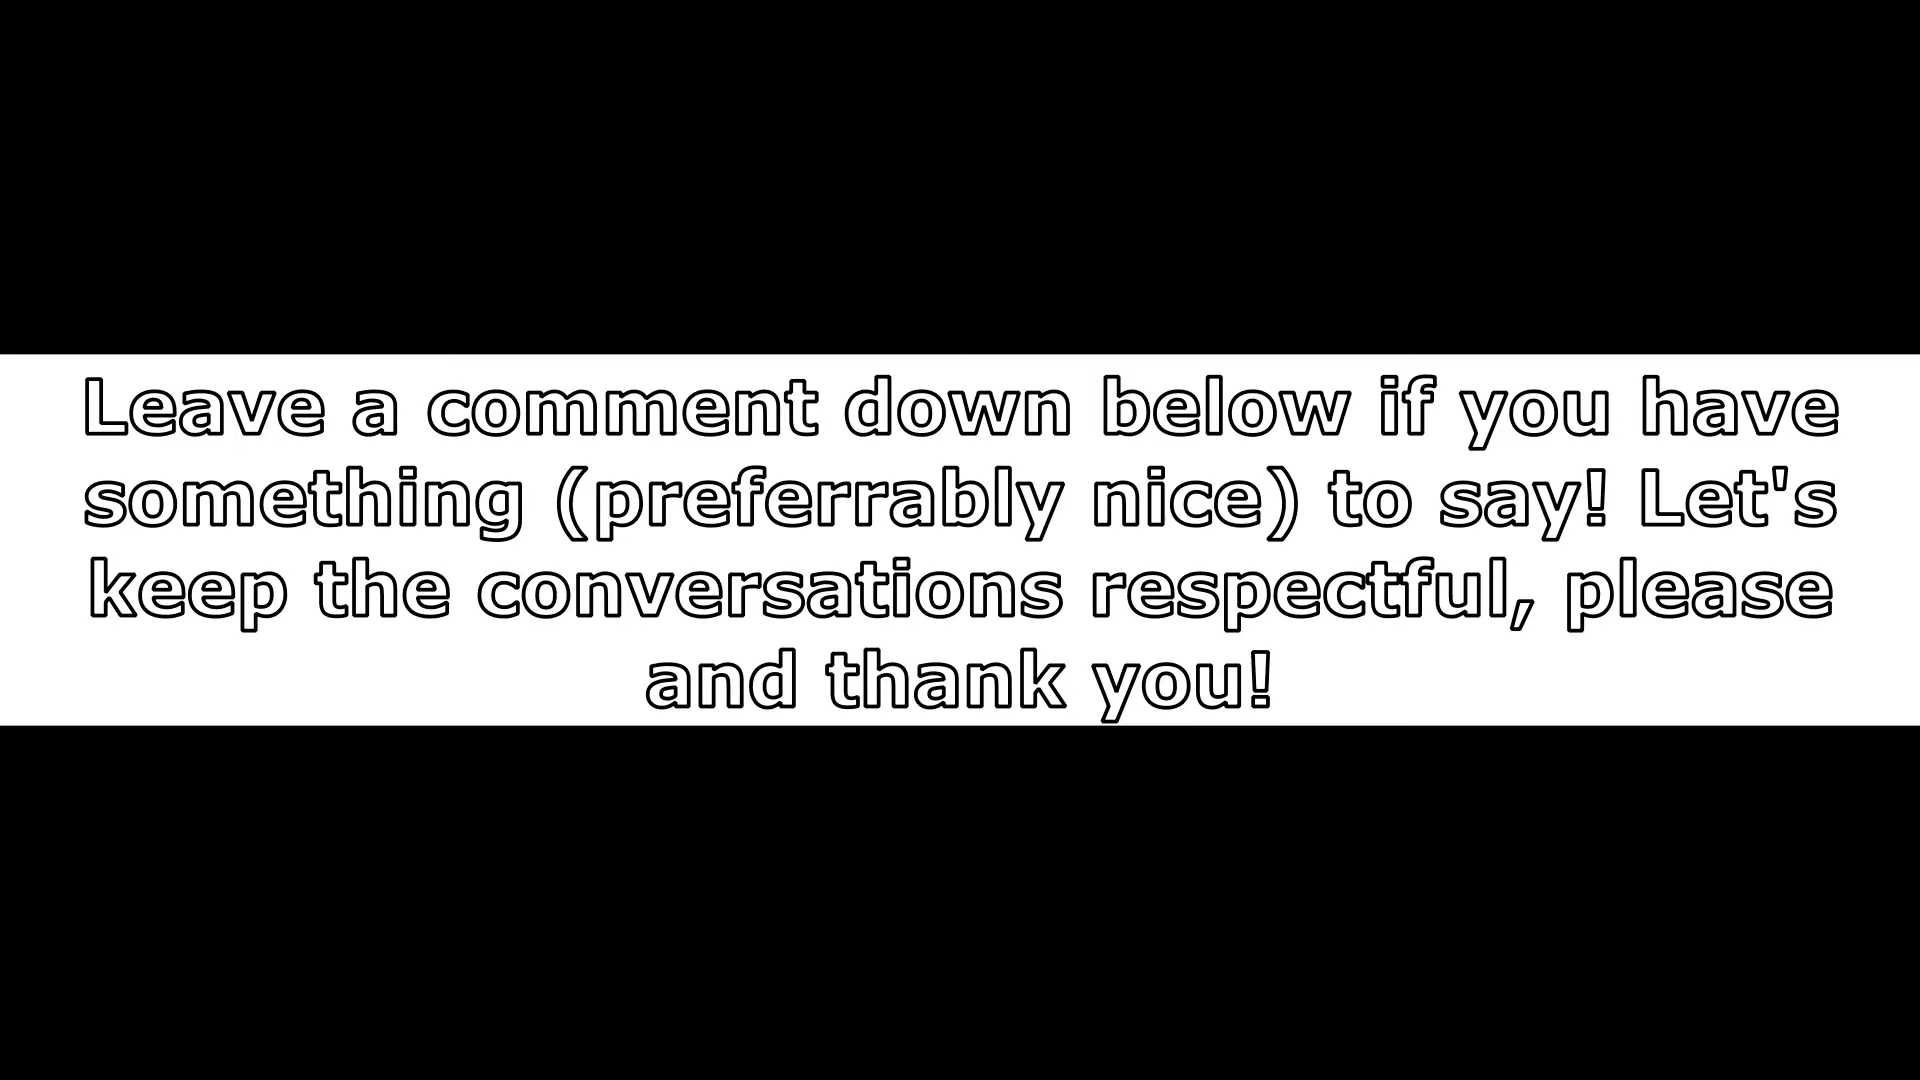 Leave a comment down below if you have
something (preferrably nice) to say! Let's
keep the conversations respectful, please
and thank you!